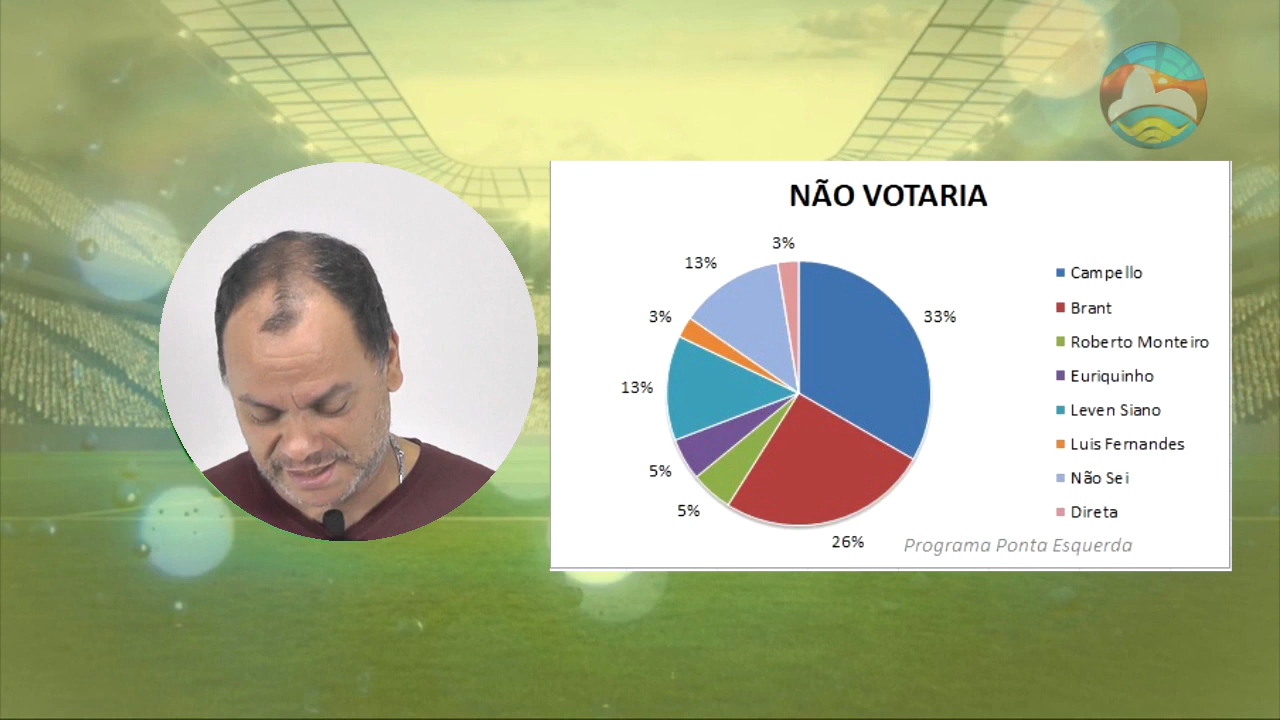 NÃO VOTARIA
3%
13%
3%
33%
13%
5%
5%
26%
Campello
Brant
Roberto Monteiro
Euriquinho
Leven Siano
Luis Fernandes
Não Sei
Direta
Programa Ponta Esquerda